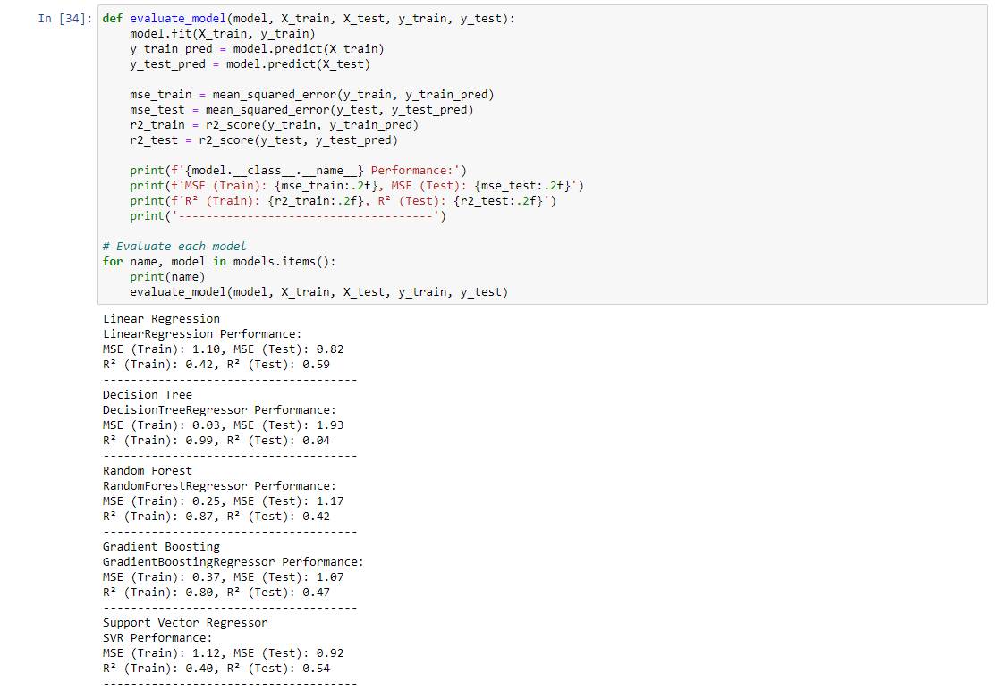 In [34]: def evaluate_model(model, X_train, X_test, y_train, y_test):
    model.fit(X_train, y_train)
    y_train_pred = model.predict(X_train)
    y_test_pred = model.predict(X_test)

    mse_train = mean_squared_error(y_train, y_train_pred)
    mse_test = mean_squared_error(y_test, y_test_pred)
    r2_train = r2_score(y_train, y_train_pred)
    r2_test = r2_score(y_test, y_test_pred)

    print(f'{model.__class__.__name__} Performance:')
    print(f'MSE (Train): {mse_train:.2f}, MSE (Test): {mse_test:.2f}')
    print(f'R² (Train): {r2_train:.2f}, R² (Test): {r2_test:.2f}')
    print('-------------------------------------')

# Evaluate each model
for name, model in models.items():
    print(name)
    evaluate_model(model, X_train, X_test, y_train, y_test)
Linear Regression
LinearRegression Performance:
MSE (Train): 1.10, MSE (Test): 0.82
R² (Train): 0.42, R² (Test): 0.59
-------------------------------------
Decision Tree
DecisionTreeRegressor Performance:
MSE (Train): 0.03, MSE (Test): 1.93
R² (Train): 0.99, R² (Test): 0.04
-------------------------------------
Random Forest
RandomForestRegressor Performance:
MSE (Train): 0.25, MSE (Test): 1.17
R² (Train): 0.87, R² (Test): 0.42
-------------------------------------
Gradient Boosting
GradientBoostingRegressor Performance:
MSE (Train): 0.37, MSE (Test): 1.07
R² (Train): 0.80, R² (Test): 0.47
-------------------------------------
Support Vector Regressor
SVR Performance:
MSE (Train): 1.12, MSE (Test): 0.92
R² (Train): 0.40, R² (Test): 0.54
-------------------------------------